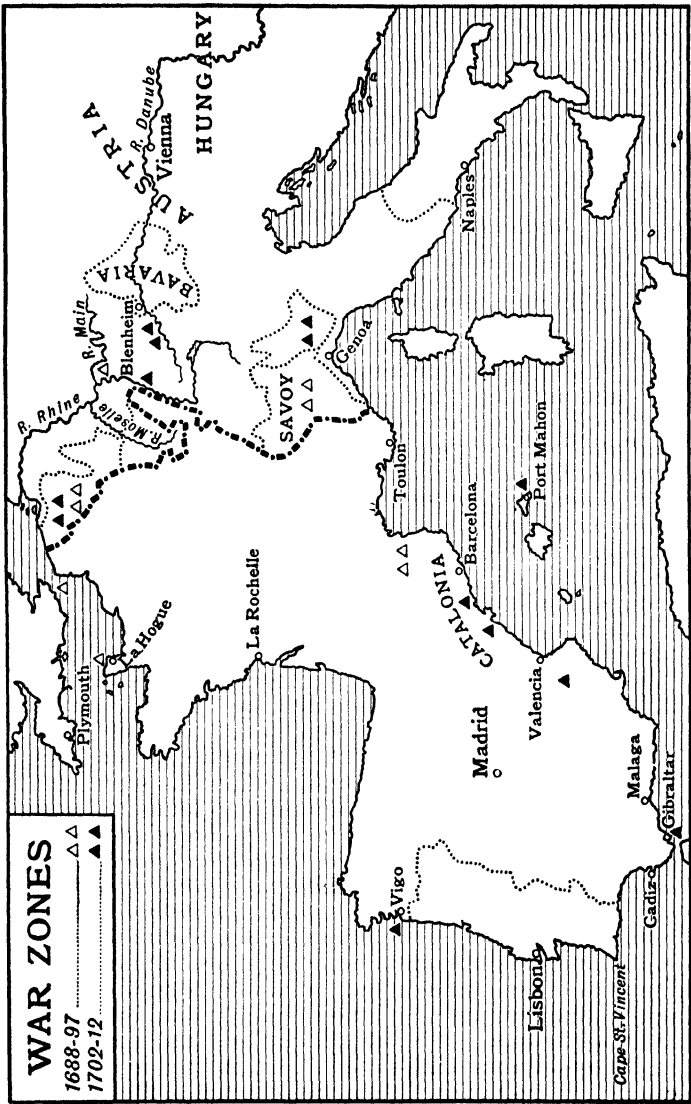 WAR ZONES
1688-97
1702-12
Plymouth
La Hogue
La Rochelle
R. Rhine
R. Moselle
R. Main
Blenheim
BAVARIA
AUSTRIA
R. Danube
Vienna
HUNGARY
SAVOY
Genoa
Naples
Toulon
Barcelona
CATALONIA
Port Mahon
Valencia
Madrid
Vigo
Lisbon
Cape St. Vincent
Cadiz
Malaga
Gibraltar